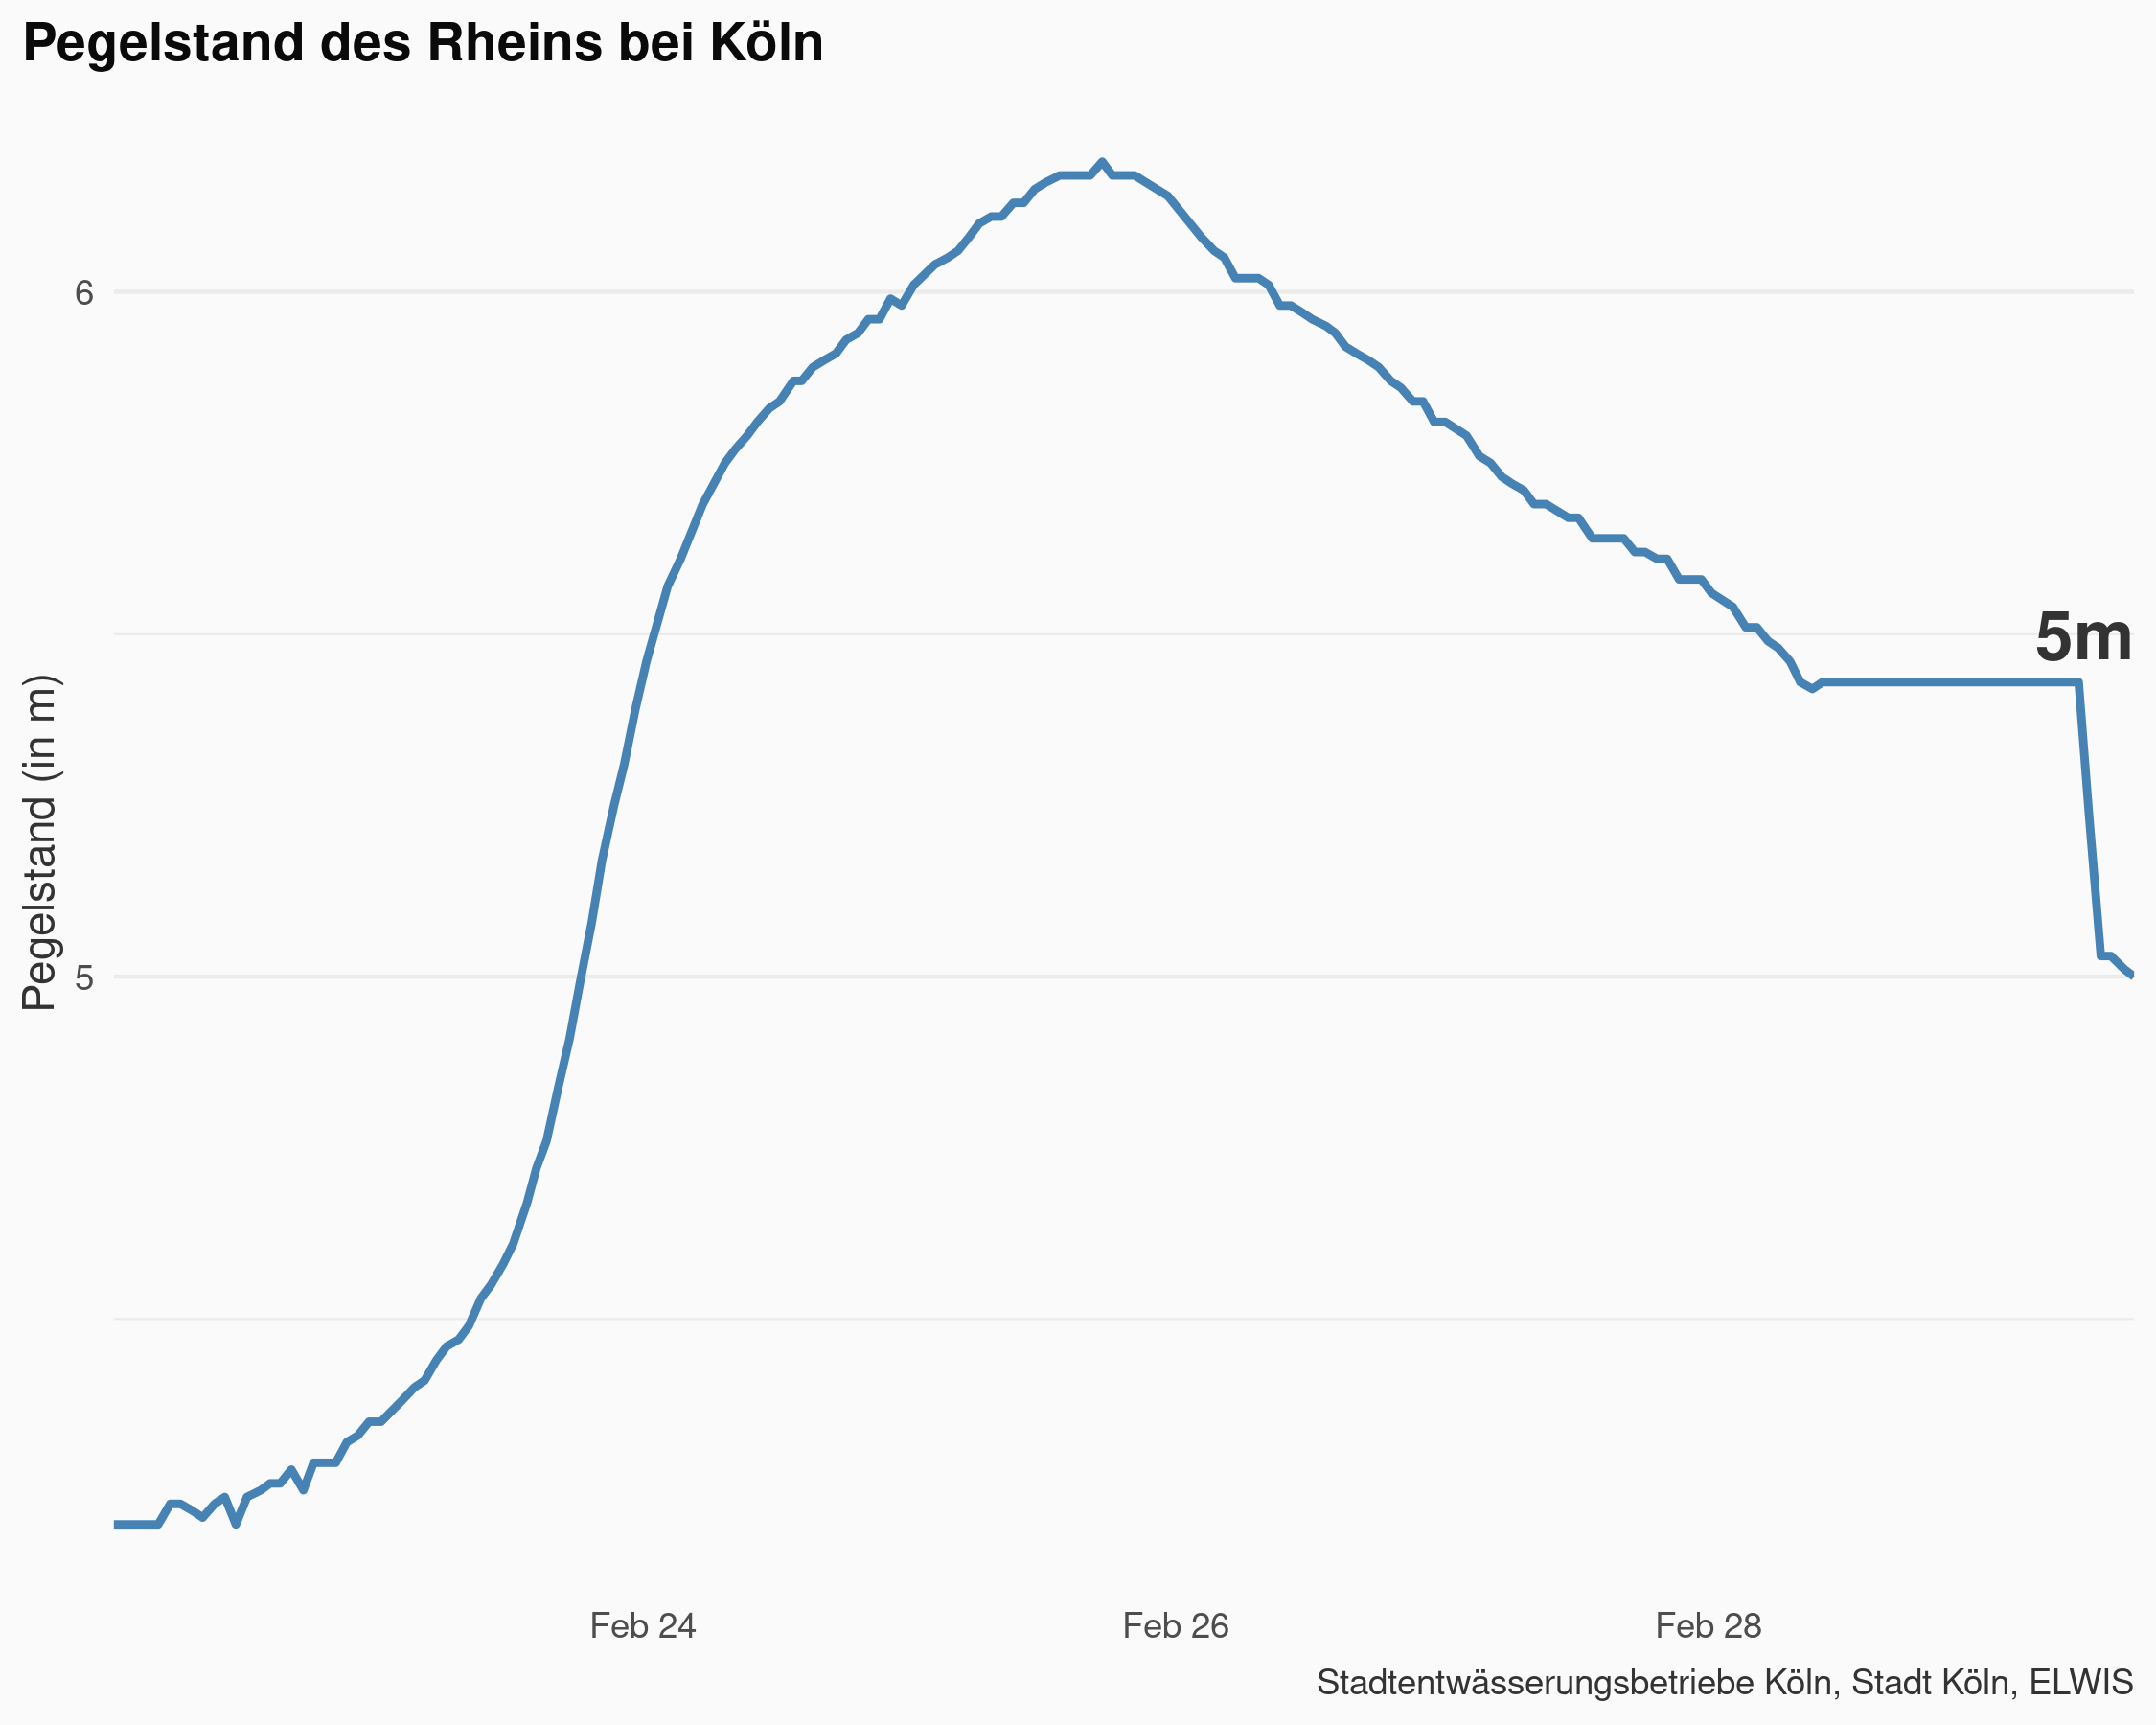 Pegelstand des Rheins bei Köln
Pegelstand (in m)
6
5
5m
Feb 24
Feb 26
Feb 28
Stadtentwässerungsbetriebe Köln, Stadt Köln, ELWIS